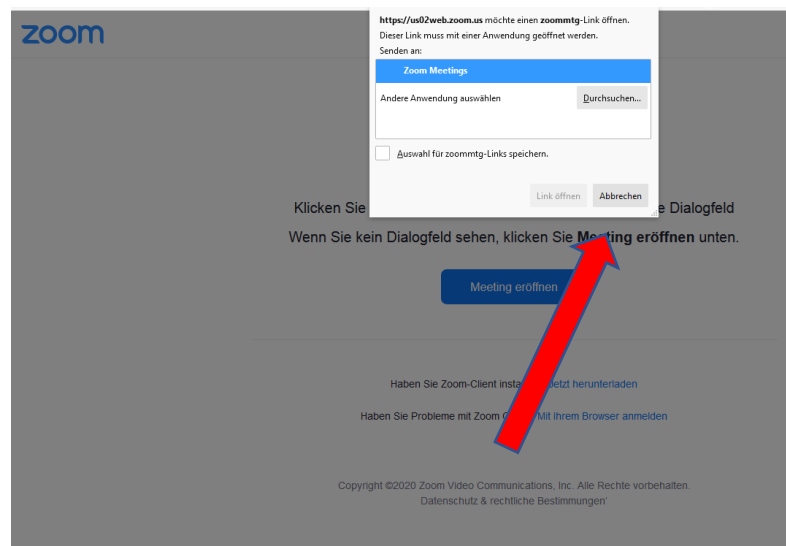 zoom
https://us02web.zoom.us möchte einen zoommtg-Link öffnen.
Dieser Link muss mit einer Anwendung geöffnet werden.
Senden an:
Zoom Meetings
Andere Anwendung auswählen Durchsuchen...
Auswahl für zoommtg-Links speichern.
Link öffnen Abbrechen
Klicken Sie e Dialogfeld
Wenn Sie kein Dialogfeld sehen, klicken Sie Meeting eröffnen unten.
Meeting eröffnen
Haben Sie Zoom-Client Jetzt herunterladen
Haben Sie Probleme mit Zoom Mit Ihrem Browser anmelden
Copyright ©2020 Zoom Video Communications, Inc. Alle Rechte vorbehalten.
Datenschutz & rechtliche Bestimmungen